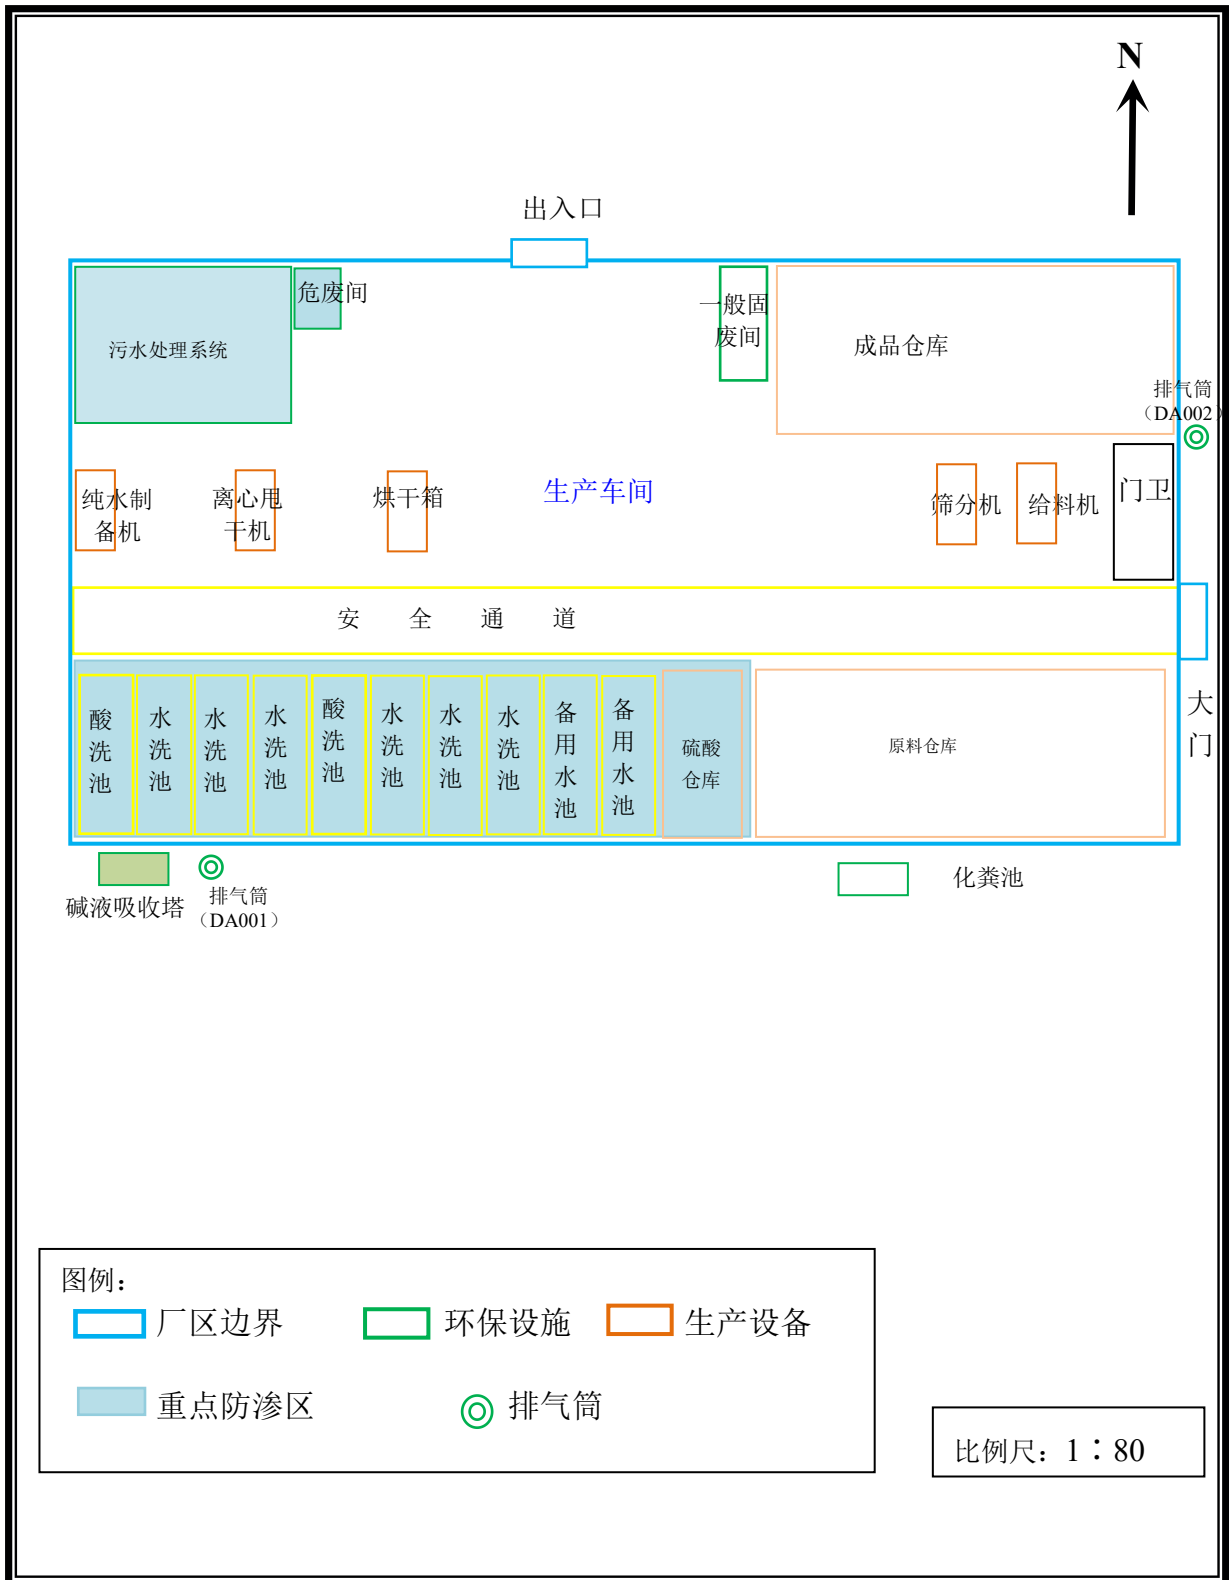 N
出入口
危废间
污水处理系统
一般固
废间
成品仓库
排气筒
（DA002）
纯水制
备机
离心甩
干机
烘干箱
生产车间
筛分机
给料机
门卫
安全通道
酸洗池
水洗池
水洗池
水洗池
酸洗池
水洗池
水洗池
水洗池
备用水池
备用水池
硫酸
仓库
原料仓库
大门
碱液吸收塔
排气筒
（DA001）
化粪池
图例：
厂区边界
环保设施
生产设备
重点防渗区
排气筒
比例尺：1：80